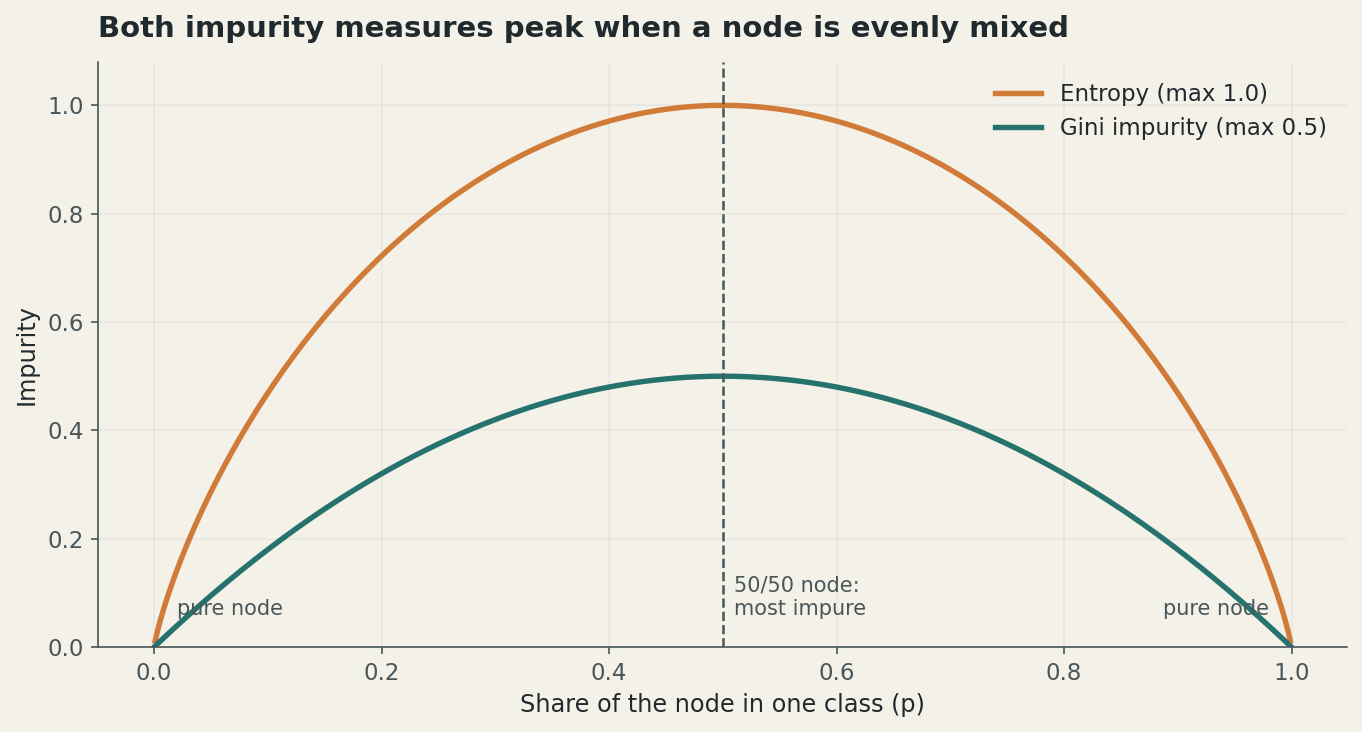 Both impurity measures peak when a node is evenly mixed
Entropy (max 1.0)
Gini impurity (max 0.5)
Impurity
1.0
0.8
0.6
0.4
0.2
0.0
pure node
50/50 node:
most impure
pure node
0.0
0.2
0.4
0.6
0.8
1.0
Share of the node in one class (p)